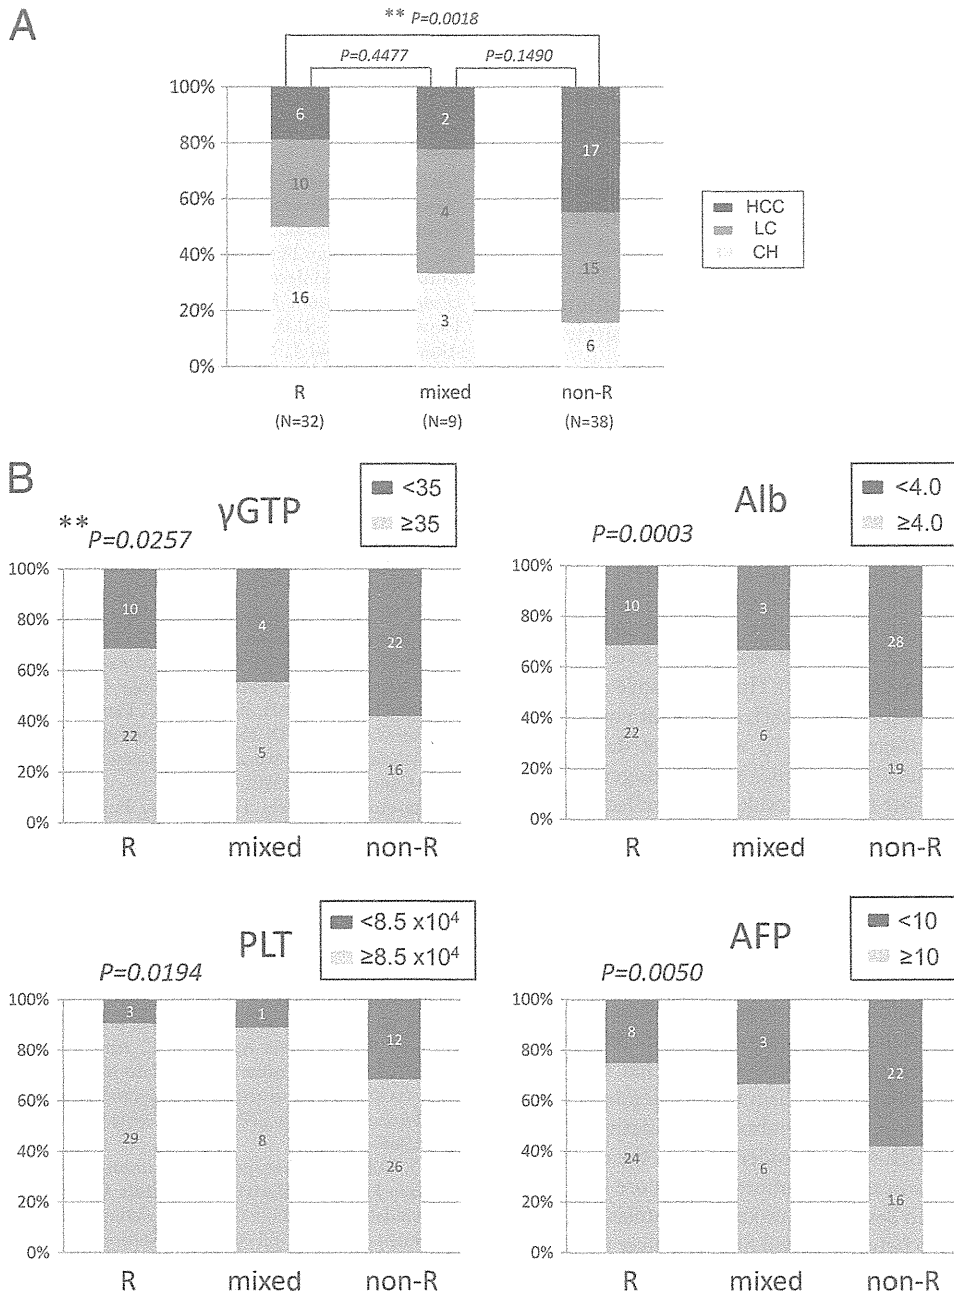 A
** P=0.0018
P=0.4477 P=0.1490
100%
80%
60%
40%
20%
0%
6 2 17
10 4 15
16 3 6
R mixed non-R
(N=32) (N=9) (N=38)
HCC
LC
CH
B
γGTP
<35
≥35
**P=0.0257
100%
80%
60%
40%
20%
0%
10 4 22
22 5 16
R mixed non-R
Alb
<4.0
≥4.0
P=0.0003
100%
80%
60%
40%
20%
0%
10 3 28
22 6 19
R mixed non-R
PLT
<8.5 x10⁴
≥8.5 x10⁴
P=0.0194
100%
80%
60%
40%
20%
0%
3 1 12
29 8 26
R mixed non-R
AFP
<10
≥10
P=0.0050
100%
80%
60%
40%
20%
0%
8 3 22
24 6 16
R mixed non-R